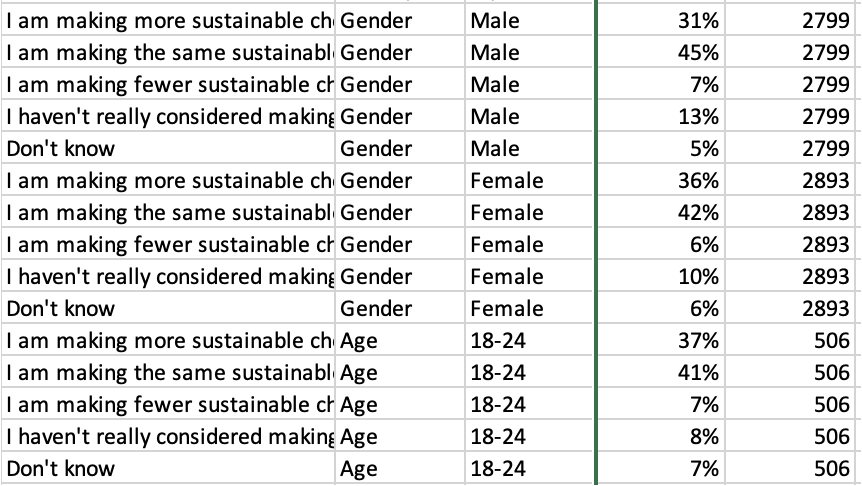 I am making more sustainable ch Gender Male 31% 2799
I am making the same sustainabl Gender Male 45% 2799
I am making fewer sustainable ch Gender Male 7% 2799
I haven't really considered making Gender Male 13% 2799
Don't know Gender Male 5% 2799
I am making more sustainable ch Gender Female 36% 2893
I am making the same sustainabl Gender Female 42% 2893
I am making fewer sustainable ch Gender Female 6% 2893
I haven't really considered making Gender Female 10% 2893
Don't know Gender Female 6% 2893
I am making more sustainable ch Age 18-24 37% 506
I am making the same sustainabl Age 18-24 41% 506
I am making fewer sustainable ch Age 18-24 7% 506
I haven't really considered making Age 18-24 8% 506
Don't know Age 18-24 7% 506